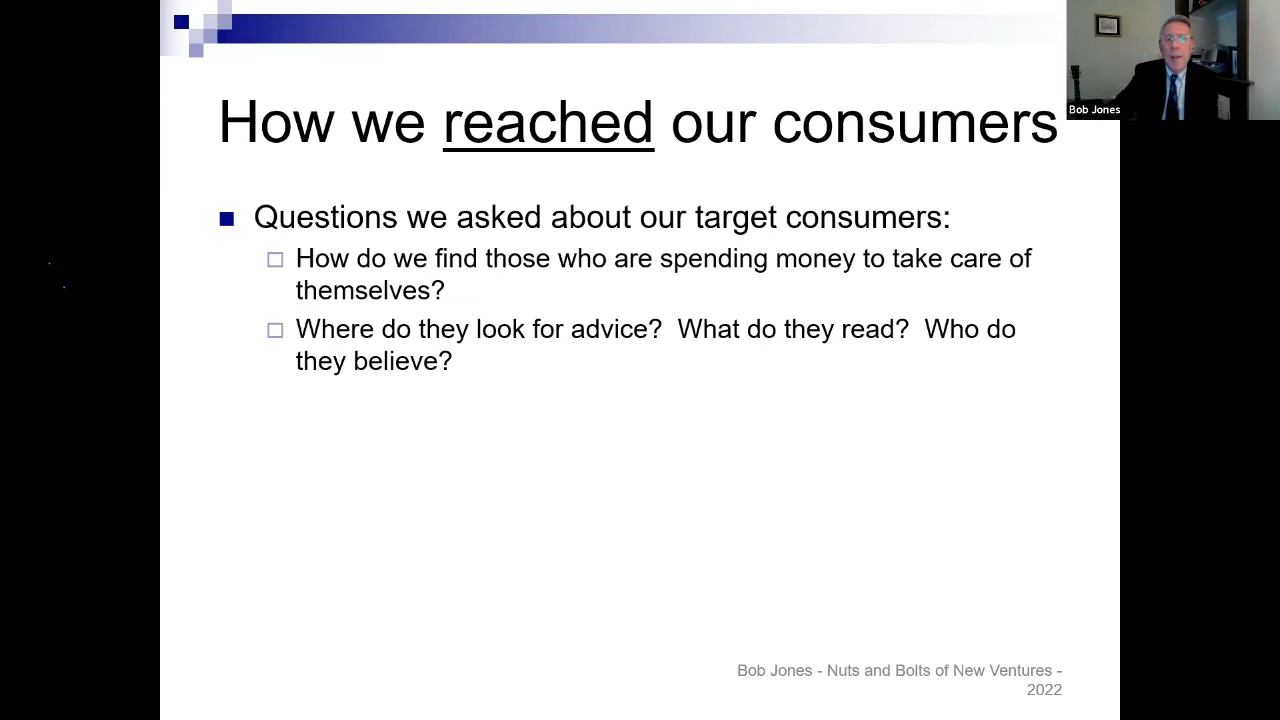 How we reached our consumers
Bob Jones
Questions we asked about our target consumers:
How do we find those who are spending money to take care of
themselves?
Where do they look for advice?  What do they read?  Who do
they believe?
Bob Jones - Nuts and Bolts of New Ventures -
2022